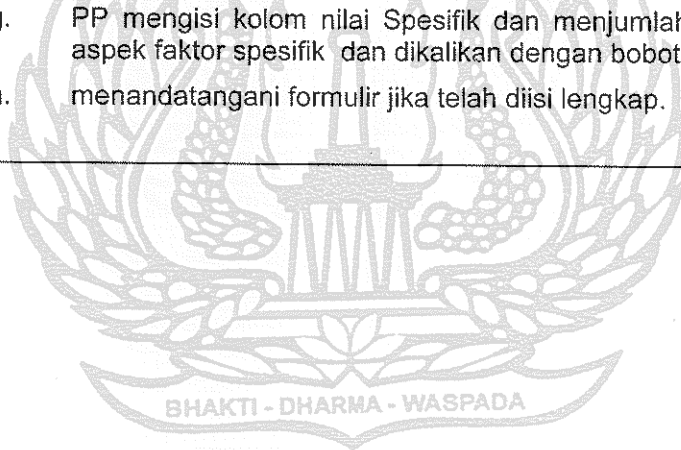 g. PP mengisi kolom nilai Spesifik dan menjumlah
aspek faktor spesifik dan dikalikan dengan bobot
menandatangani formulir jika telah diisi lengkap.
BHAKTI - DHARMA - WASPADA